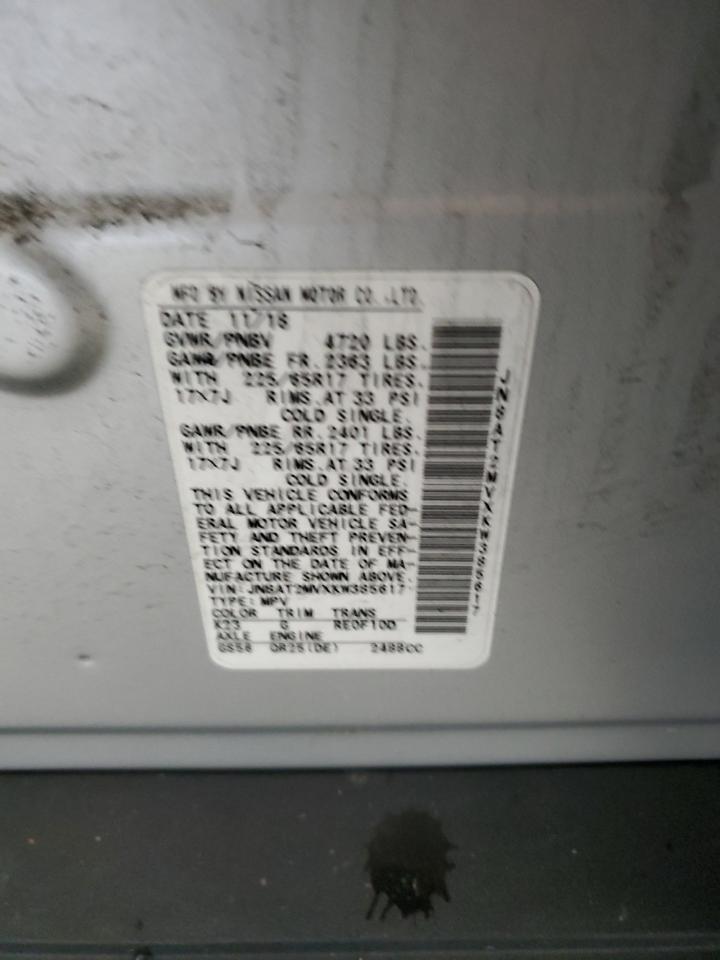 MFD BY NISSAN MOTOR CO.,LTD.
DATE 11/18
GVWR/PNBV 4720 LBS.
GAWR/PNBE FR.2363 LBS.
WITH 225/65R17 TIRES.
17X7J RIMS.AT 33 PSI
COLD SINGLE.
GAWR/PNBE RR.2401 LBS.
WITH 225/65R17 TIRES.
17X7J RIMS.AT 33 PSI
COLD SINGLE.
THIS VEHICLE CONFORMS
TO ALL APPLICABLE FED-
ERAL MOTOR VEHICLE SA-
FETY AND THEFT PREVEN-
TION STANDARDS IN EFF-
ECT ON THE DATE OF MA-
NUFACTURE SHOWN ABOVE.
VIN:JN8AT2MVXKW385617
TYPE:MPV
COLOR TRIM TRANS
K23 G RE0F10D
AXLE ENGINE
GS58 QR25(DE) 2488CC
JN8AT2MVXKW385617